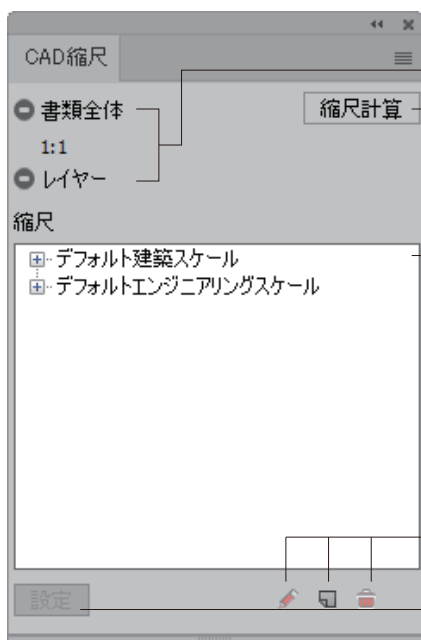 CAD縮尺
書類全体
縮尺計算
1:1
レイヤー
縮尺
デフォルト建築スケール
デフォルトエンジニアリングスケール
設定